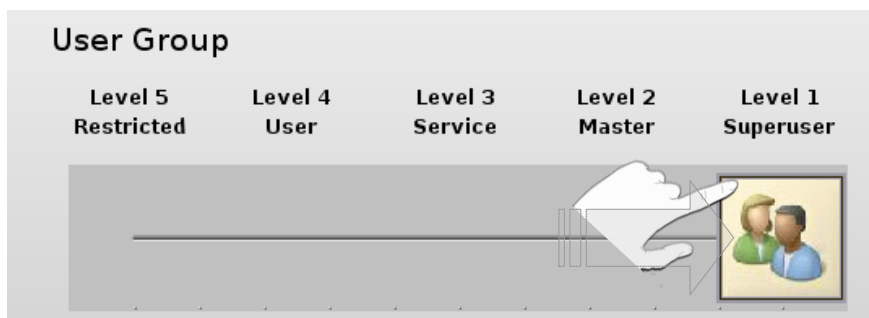 User Group
Level 5 Level 4 Level 3 Level 2 Level 1
Restricted User Service Master Superuser